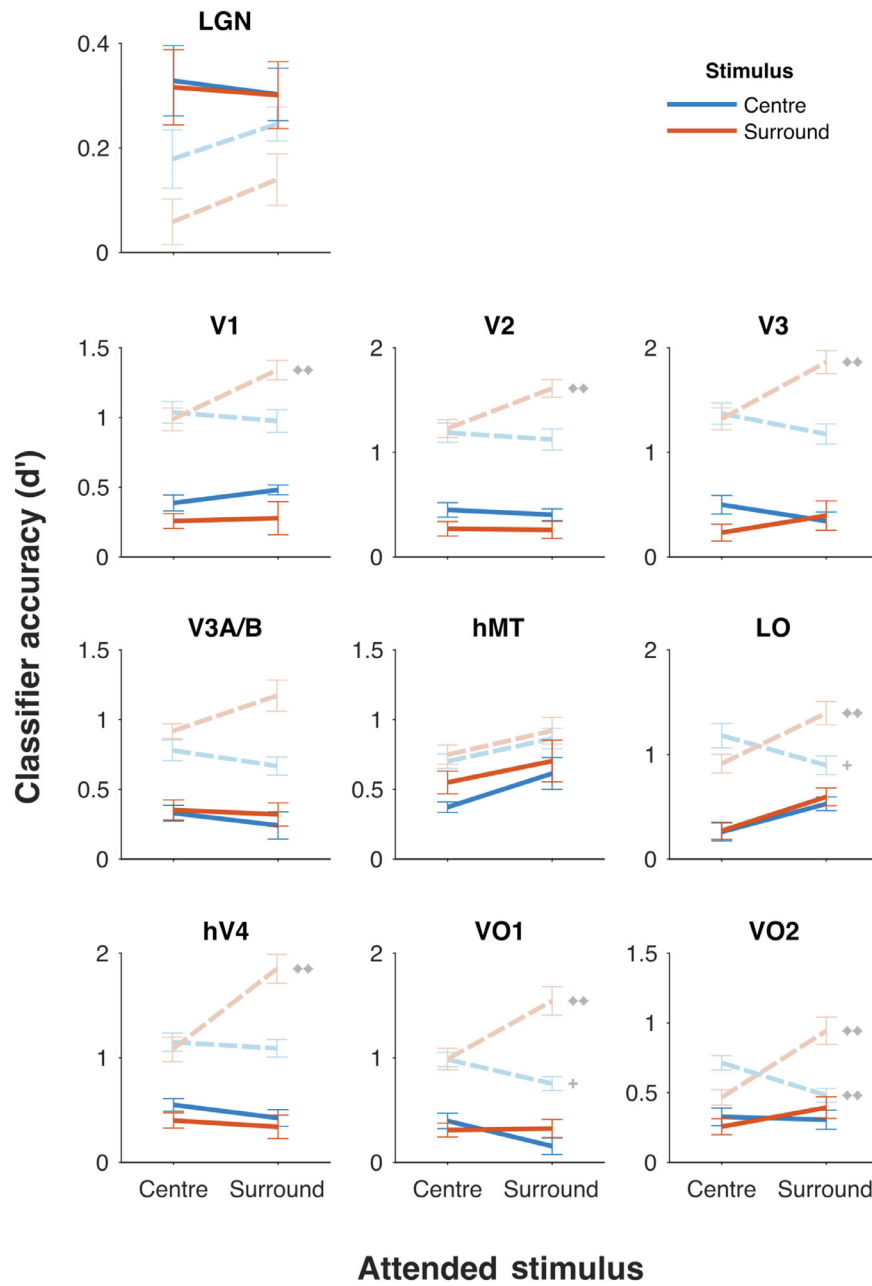 LGN
Stimulus
Centre
Surround
0.4
0.2
0
V1
V2
V3
1.5
1
0.5
0
2
1
0
2
1
0
V3A/B
hMT
LO
1.5
1
0.5
0
1.5
1
0.5
0
2
1
0
hV4
VO1
VO2
2
1
0
2
1
0
1.5
1
0.5
0
Centre Surround
Centre Surround
Centre Surround
Classifier accuracy (d')
Attended stimulus